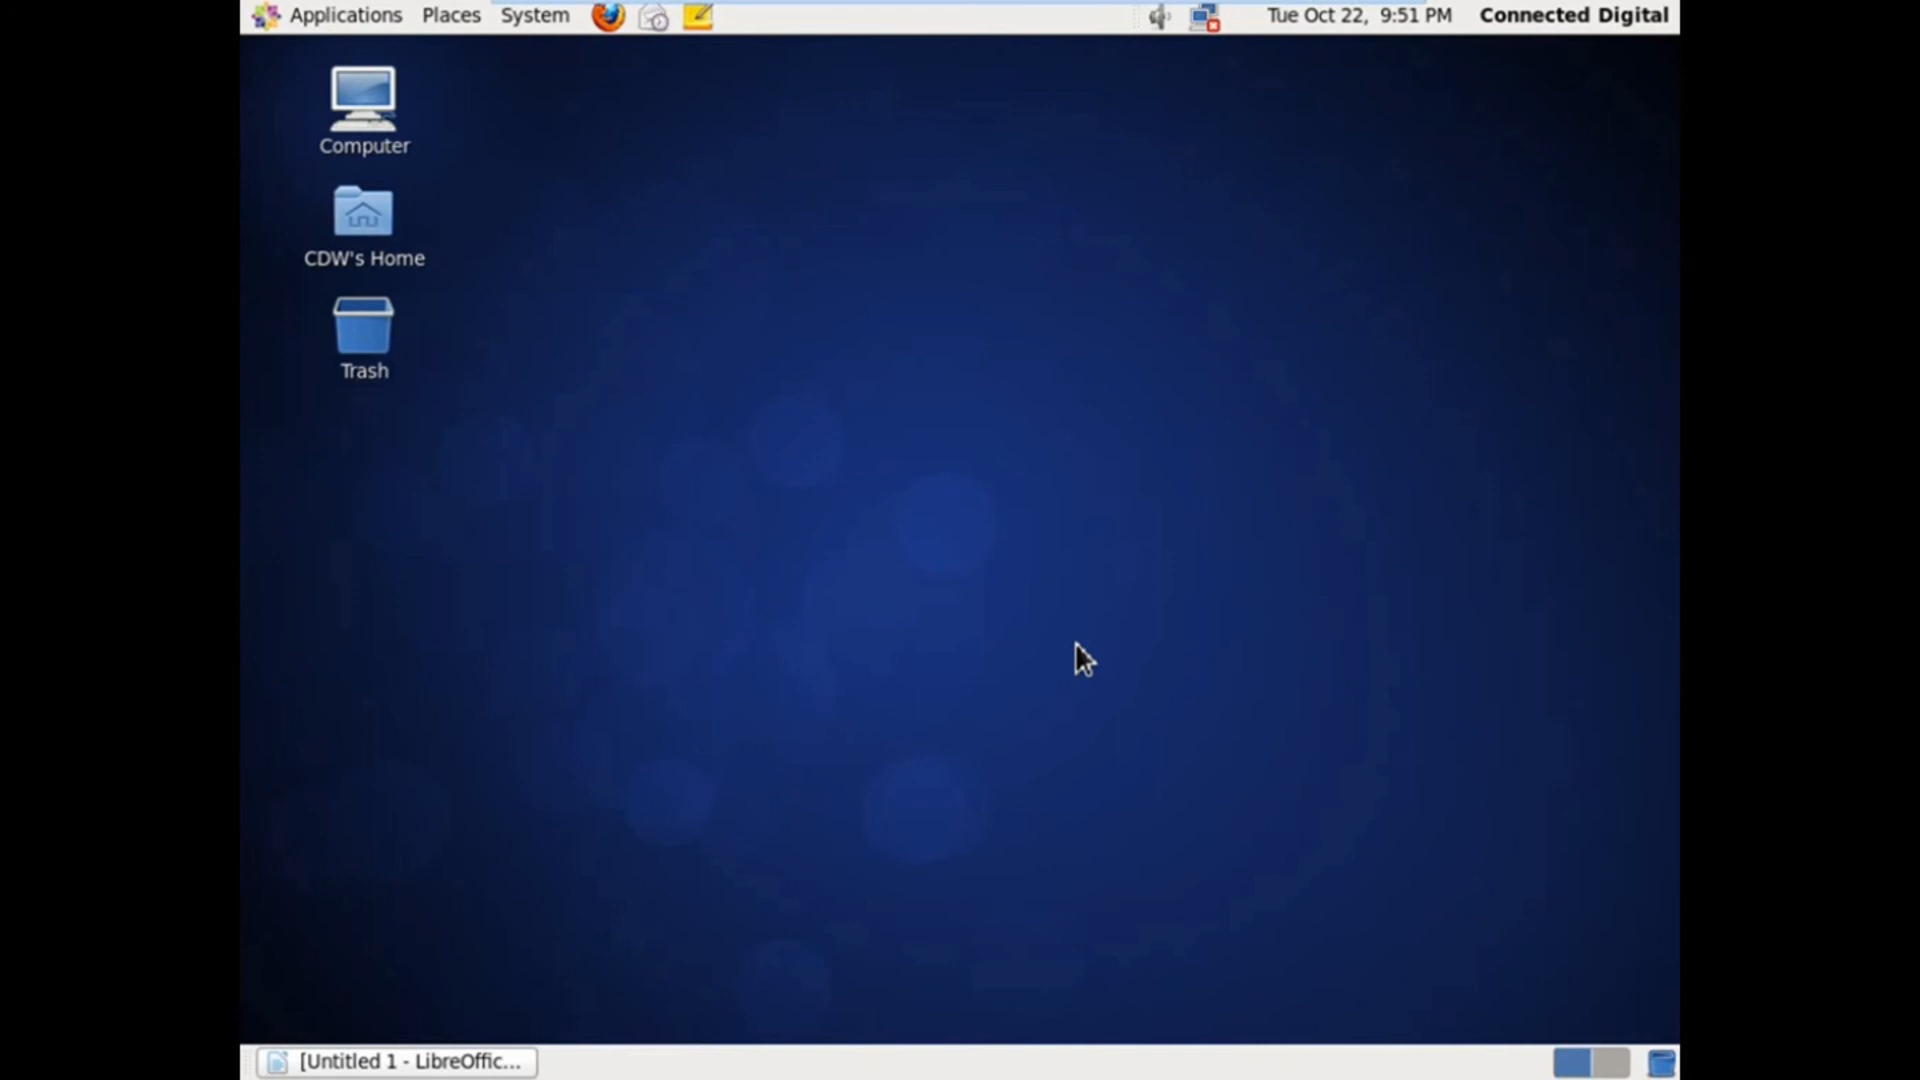 Applications Places System
Tue Oct 22, 9:51 PM Connected Digital
Computer
CDW's Home
Trash
[Untitled 1 - LibreOffic...